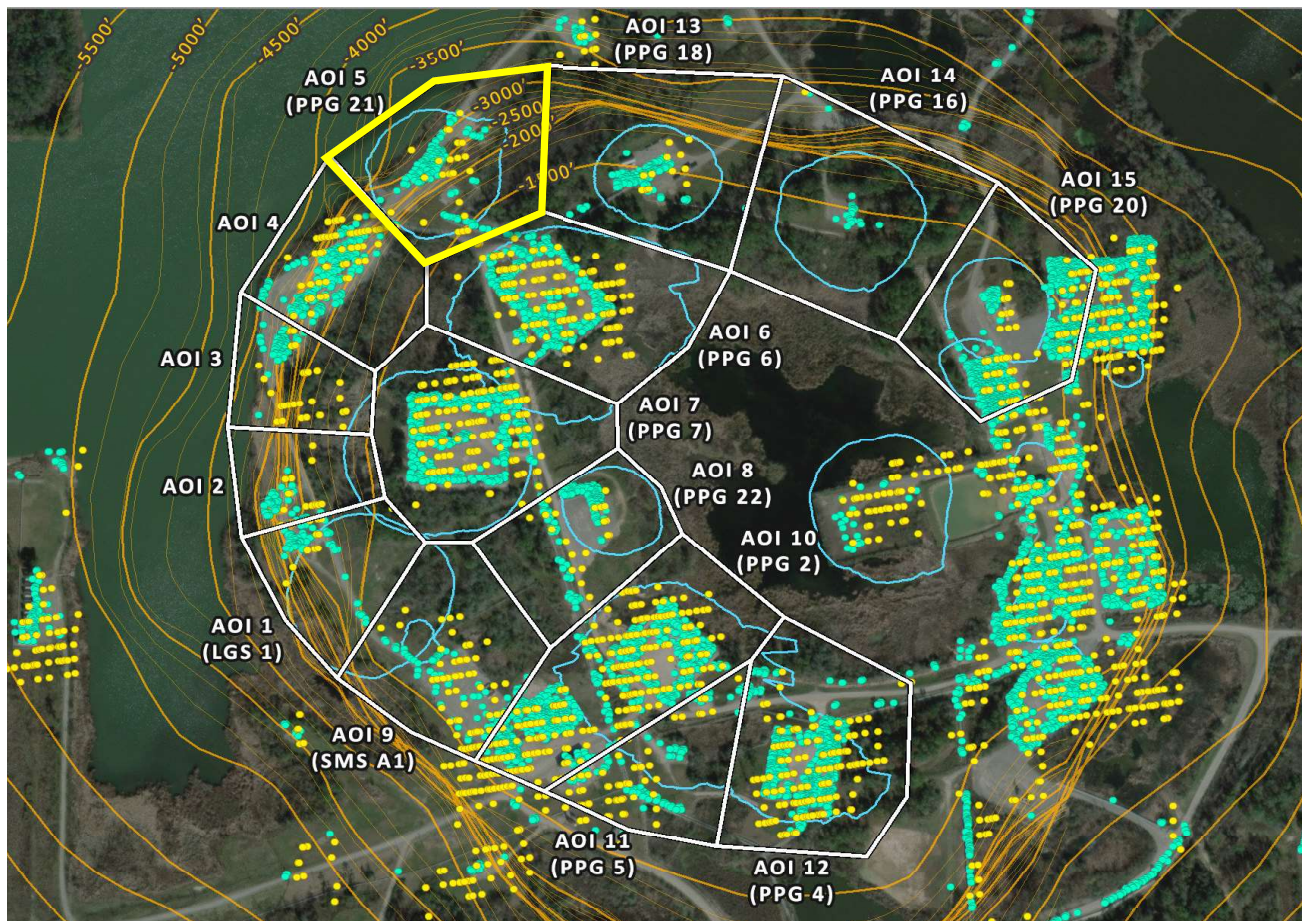 -5500'
-5000'
-4500'
-4000'
-3500'
AOI 13
(PPG 18)
AOI 5
(PPG 21)
AOI 14
(PPG 16)
-3000'
-2500'
-2000'
AOI 15
(PPG 20)
AOI 4
AOI 6
(PPG 6)
AOI 3
AOI 7
(PPG 7)
AOI 8
(PPG 22)
AOI 2
AOI 10
(PPG 2)
AOI 1
(LGS 1)
AOI 9
(SMS A1)
AOI 11
(PPG 5)
AOI 12
(PPG 4)